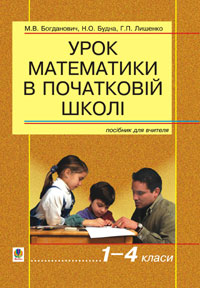 М.В. Богданович, Н.О. Будна, Г.П. Лишенко
УРОК
МАТЕМАТИКИ
В ПОЧАТКОВІЙ
ШКОЛІ
посібник для вчителя
1–4 класи